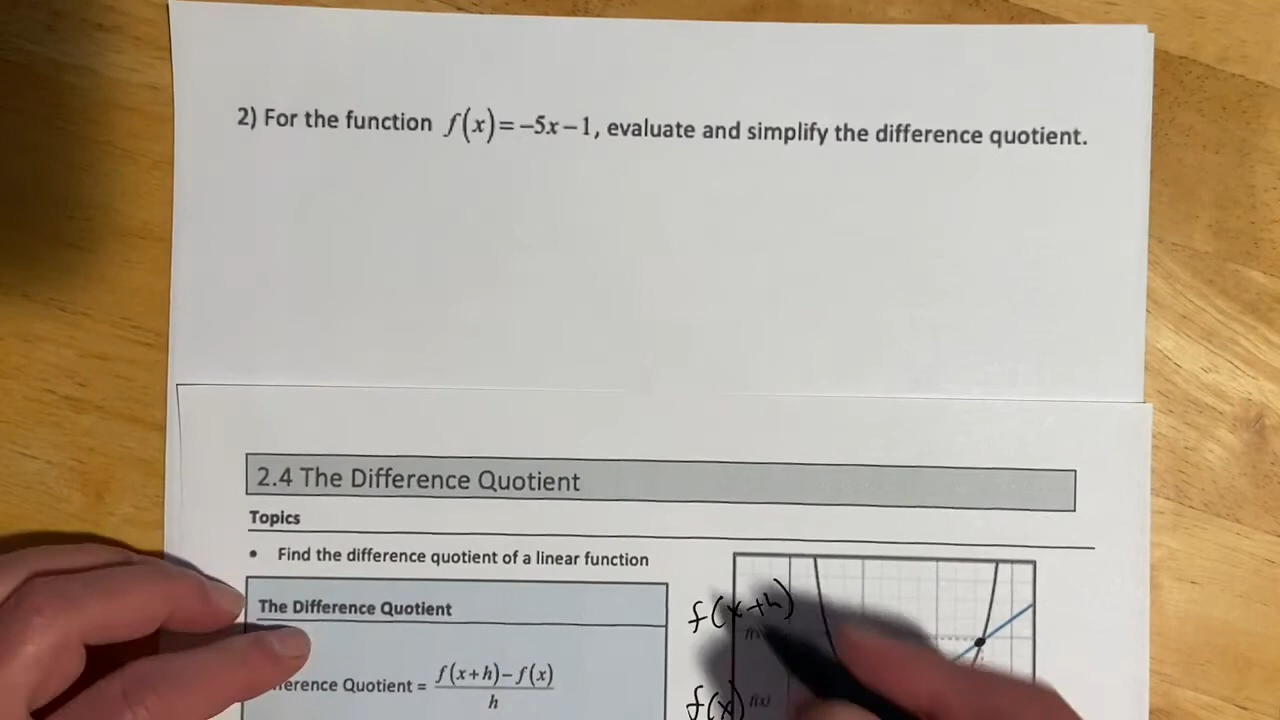 2) For the function f(x)=−5x−1, evaluate and simplify the difference quotient.
2.4 The Difference Quotient
Topics
• Find the difference quotient of a linear function
The Difference Quotient
erence Quotient = \frac{f(x+h)−f(x)}{h}
f(x+h)
f(x) f(x)